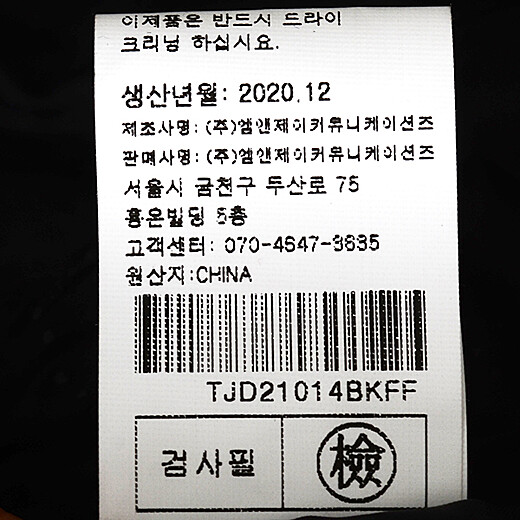 이제품은 반드시 드라이
크리닝 하십시요.
생산년월: 2020.12
제조사명: (주)엠앤제이커뮤니케이션즈
판매사명: (주)엠앤제이커뮤니케이션즈
서울시 금천구 두산로 75
흥온빌딩 5층
고객센터: 070-4647-3635
원산지:CHINA
TJD21014BKFF
검사필 檢